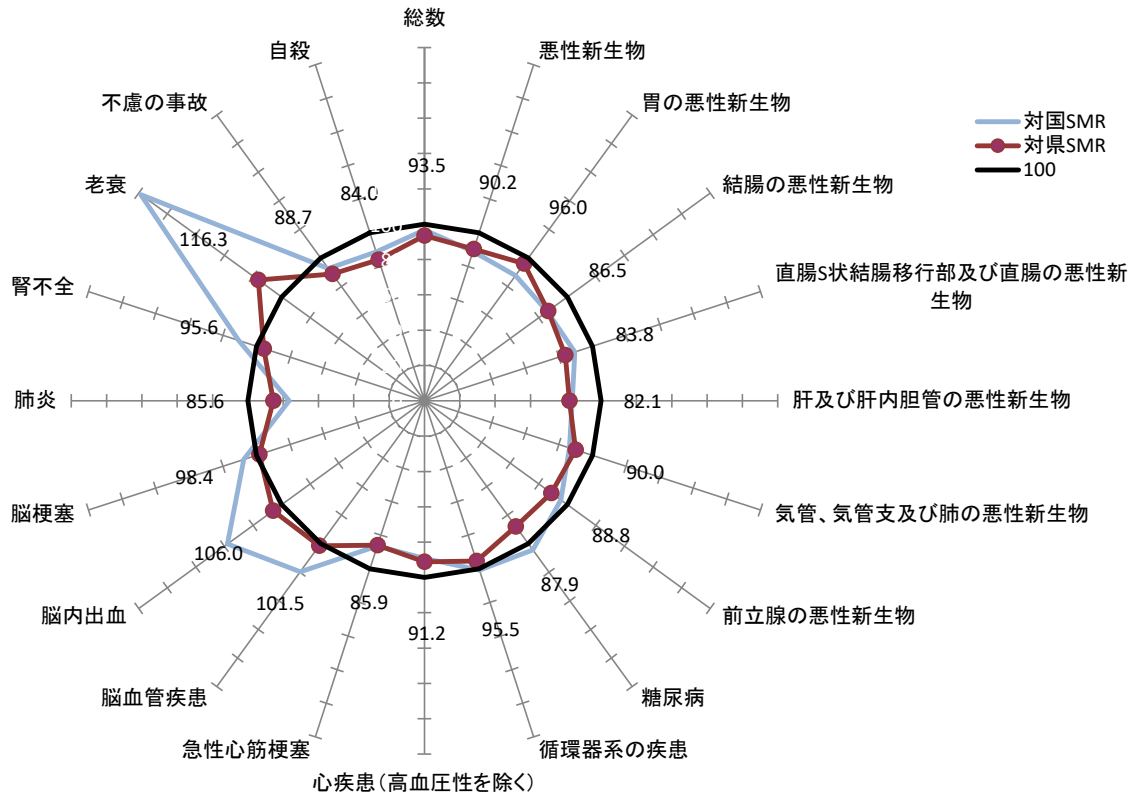 総数
悪性新生物
胃の悪性新生物
結腸の悪性新生物
直腸S状結腸移行部及び直腸の悪性新
生物
肝及び肝内胆管の悪性新生物
気管、気管支及び肺の悪性新生物
前立腺の悪性新生物
糖尿病
循環器系の疾患
心疾患(高血圧性を除く)
急性心筋梗塞
脳血管疾患
脳内出血
脳梗塞
肺炎
腎不全
老衰
不慮の事故
自殺
93.5
90.2
96.0
86.5
83.8
82.1
90.0
88.8
87.9
95.5
91.2
85.9
101.5
106.0
98.4
85.6
95.6
116.3
88.7
84.0
対国SMR
対県SMR
100